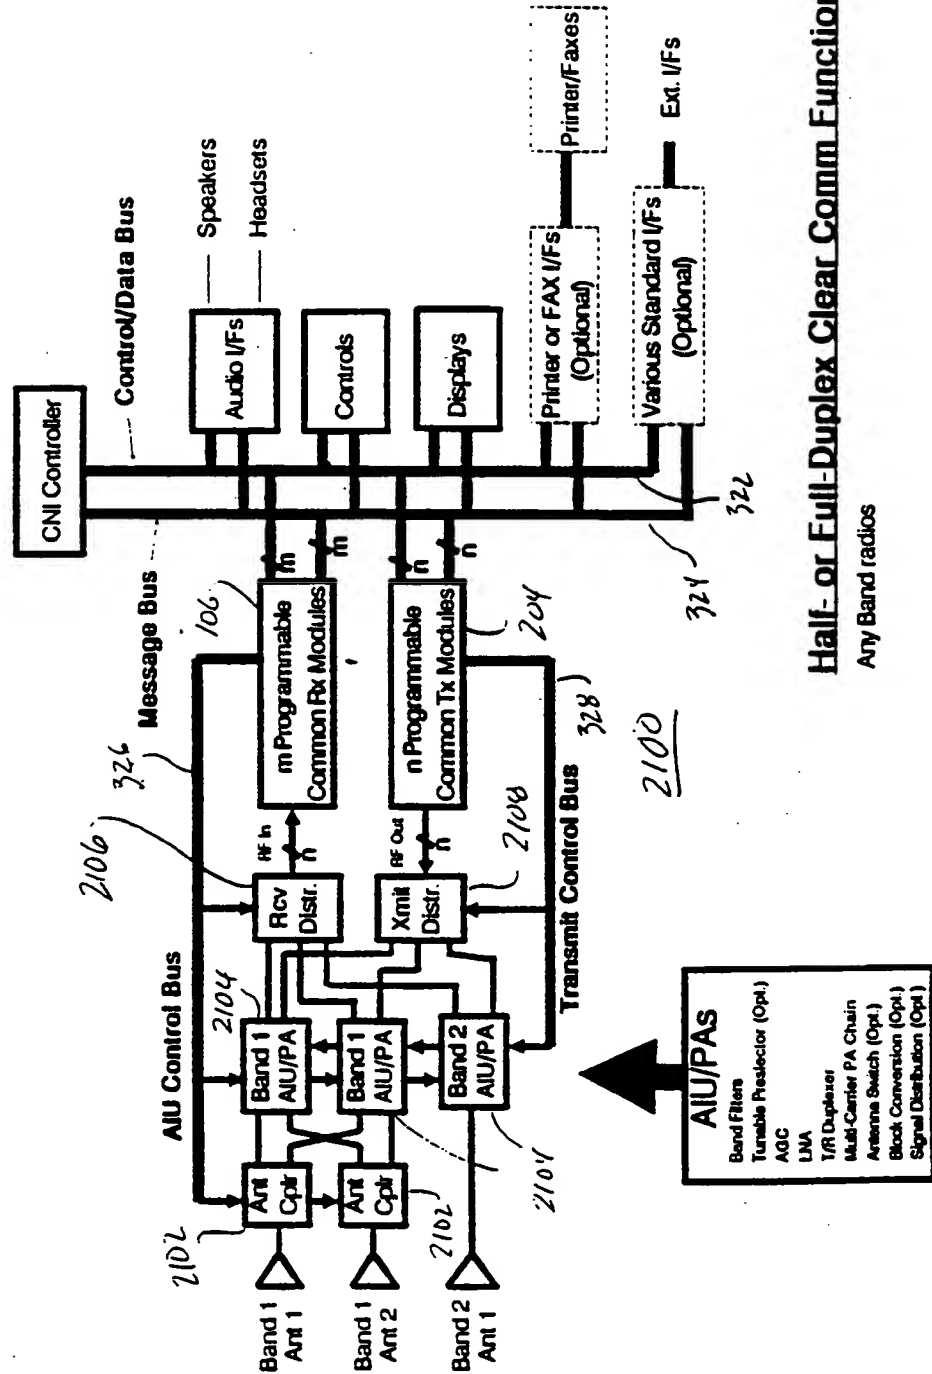 CNI Controller
Control/Data Bus
Message Bus
Audio I/Fs
Speakers
Headsets
Controls
Displays
Printer or FAX I/Fs
(Optional)
Printer/Faxes
Various Standard I/Fs
(Optional)
Ext. I/Fs
322
324
326
106
m Programmable
Common Rx Modules
m
m
n Programmable
Common Tx Modules
n
n
204
328
2106
Rcv
Distr.
RF In
n
Xmit
Distr.
RF Out
n
2108
AIU Control Bus
Transmit Control Bus
2104
Band 1
AIU/PA
Band 1
AIU/PA
Band 2
AIU/PA
2104
Ant
Cplr
Ant
Cplr
2102
2102
Band 1
Ant 1
Band 1
Ant 2
Band 2
Ant 1
2100
AIU/PAs
Band Filters
Tunable Preslector (Opt.)
AGC
LNA
T/R Duplexer
Multi-Carrier PA Chain
Antenna Switch (Opt.)
Block Conversion (Opt.)
Signal Distribution (Opt)
Half- or Full-Duplex Clear Comm Function
Any Band radios